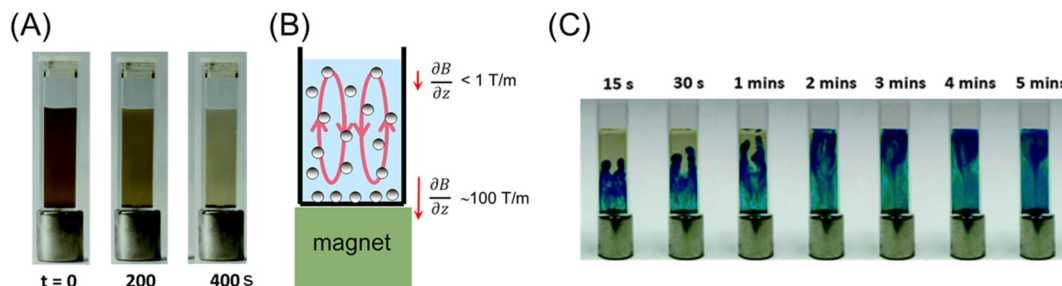 (A)
t = 0
200
400 s
(B)
∂B/∂z < 1 T/m
∂B/∂z ~100 T/m
magnet
(C)
15 s
30 s
1 mins
2 mins
3 mins
4 mins
5 mins